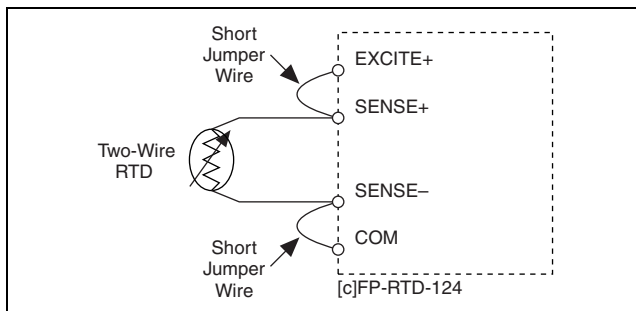 Short
Jumper
Wire
EXCITE+
SENSE+
Two-Wire
RTD
SENSE–
COM
Short
Jumper
Wire
[c]FP-RTD-124